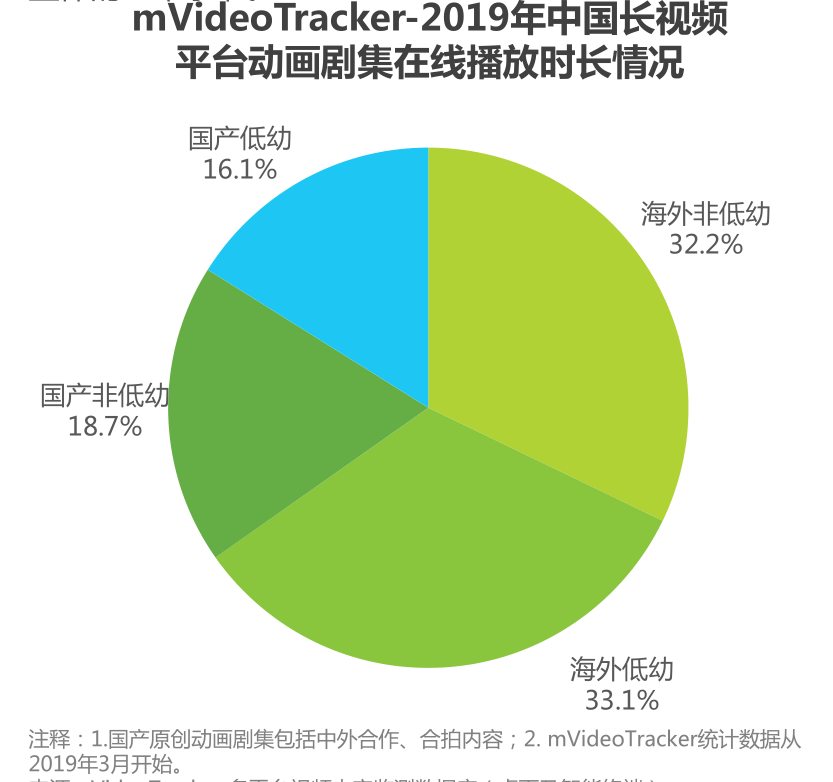 mVideoTracker-2019年中国长视频
平台动画剧集在线播放时长情况
国产低幼
16.1%
海外非低幼
32.2%
国产非低幼
18.7%
海外低幼
33.1%
注释：1.国产原创动画剧集包括中外合作、合拍内容；2. mVideoTracker统计数据从
2019年3月开始。